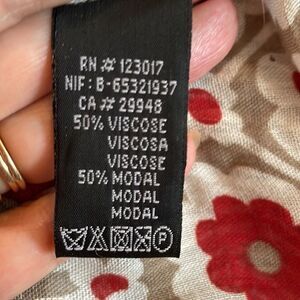 RN # 123017
NIF: B-65321937
CA # 29948
50% VISCOSE
VISCOSA
VISCOSE
50% MODAL
MODAL
MODAL
P